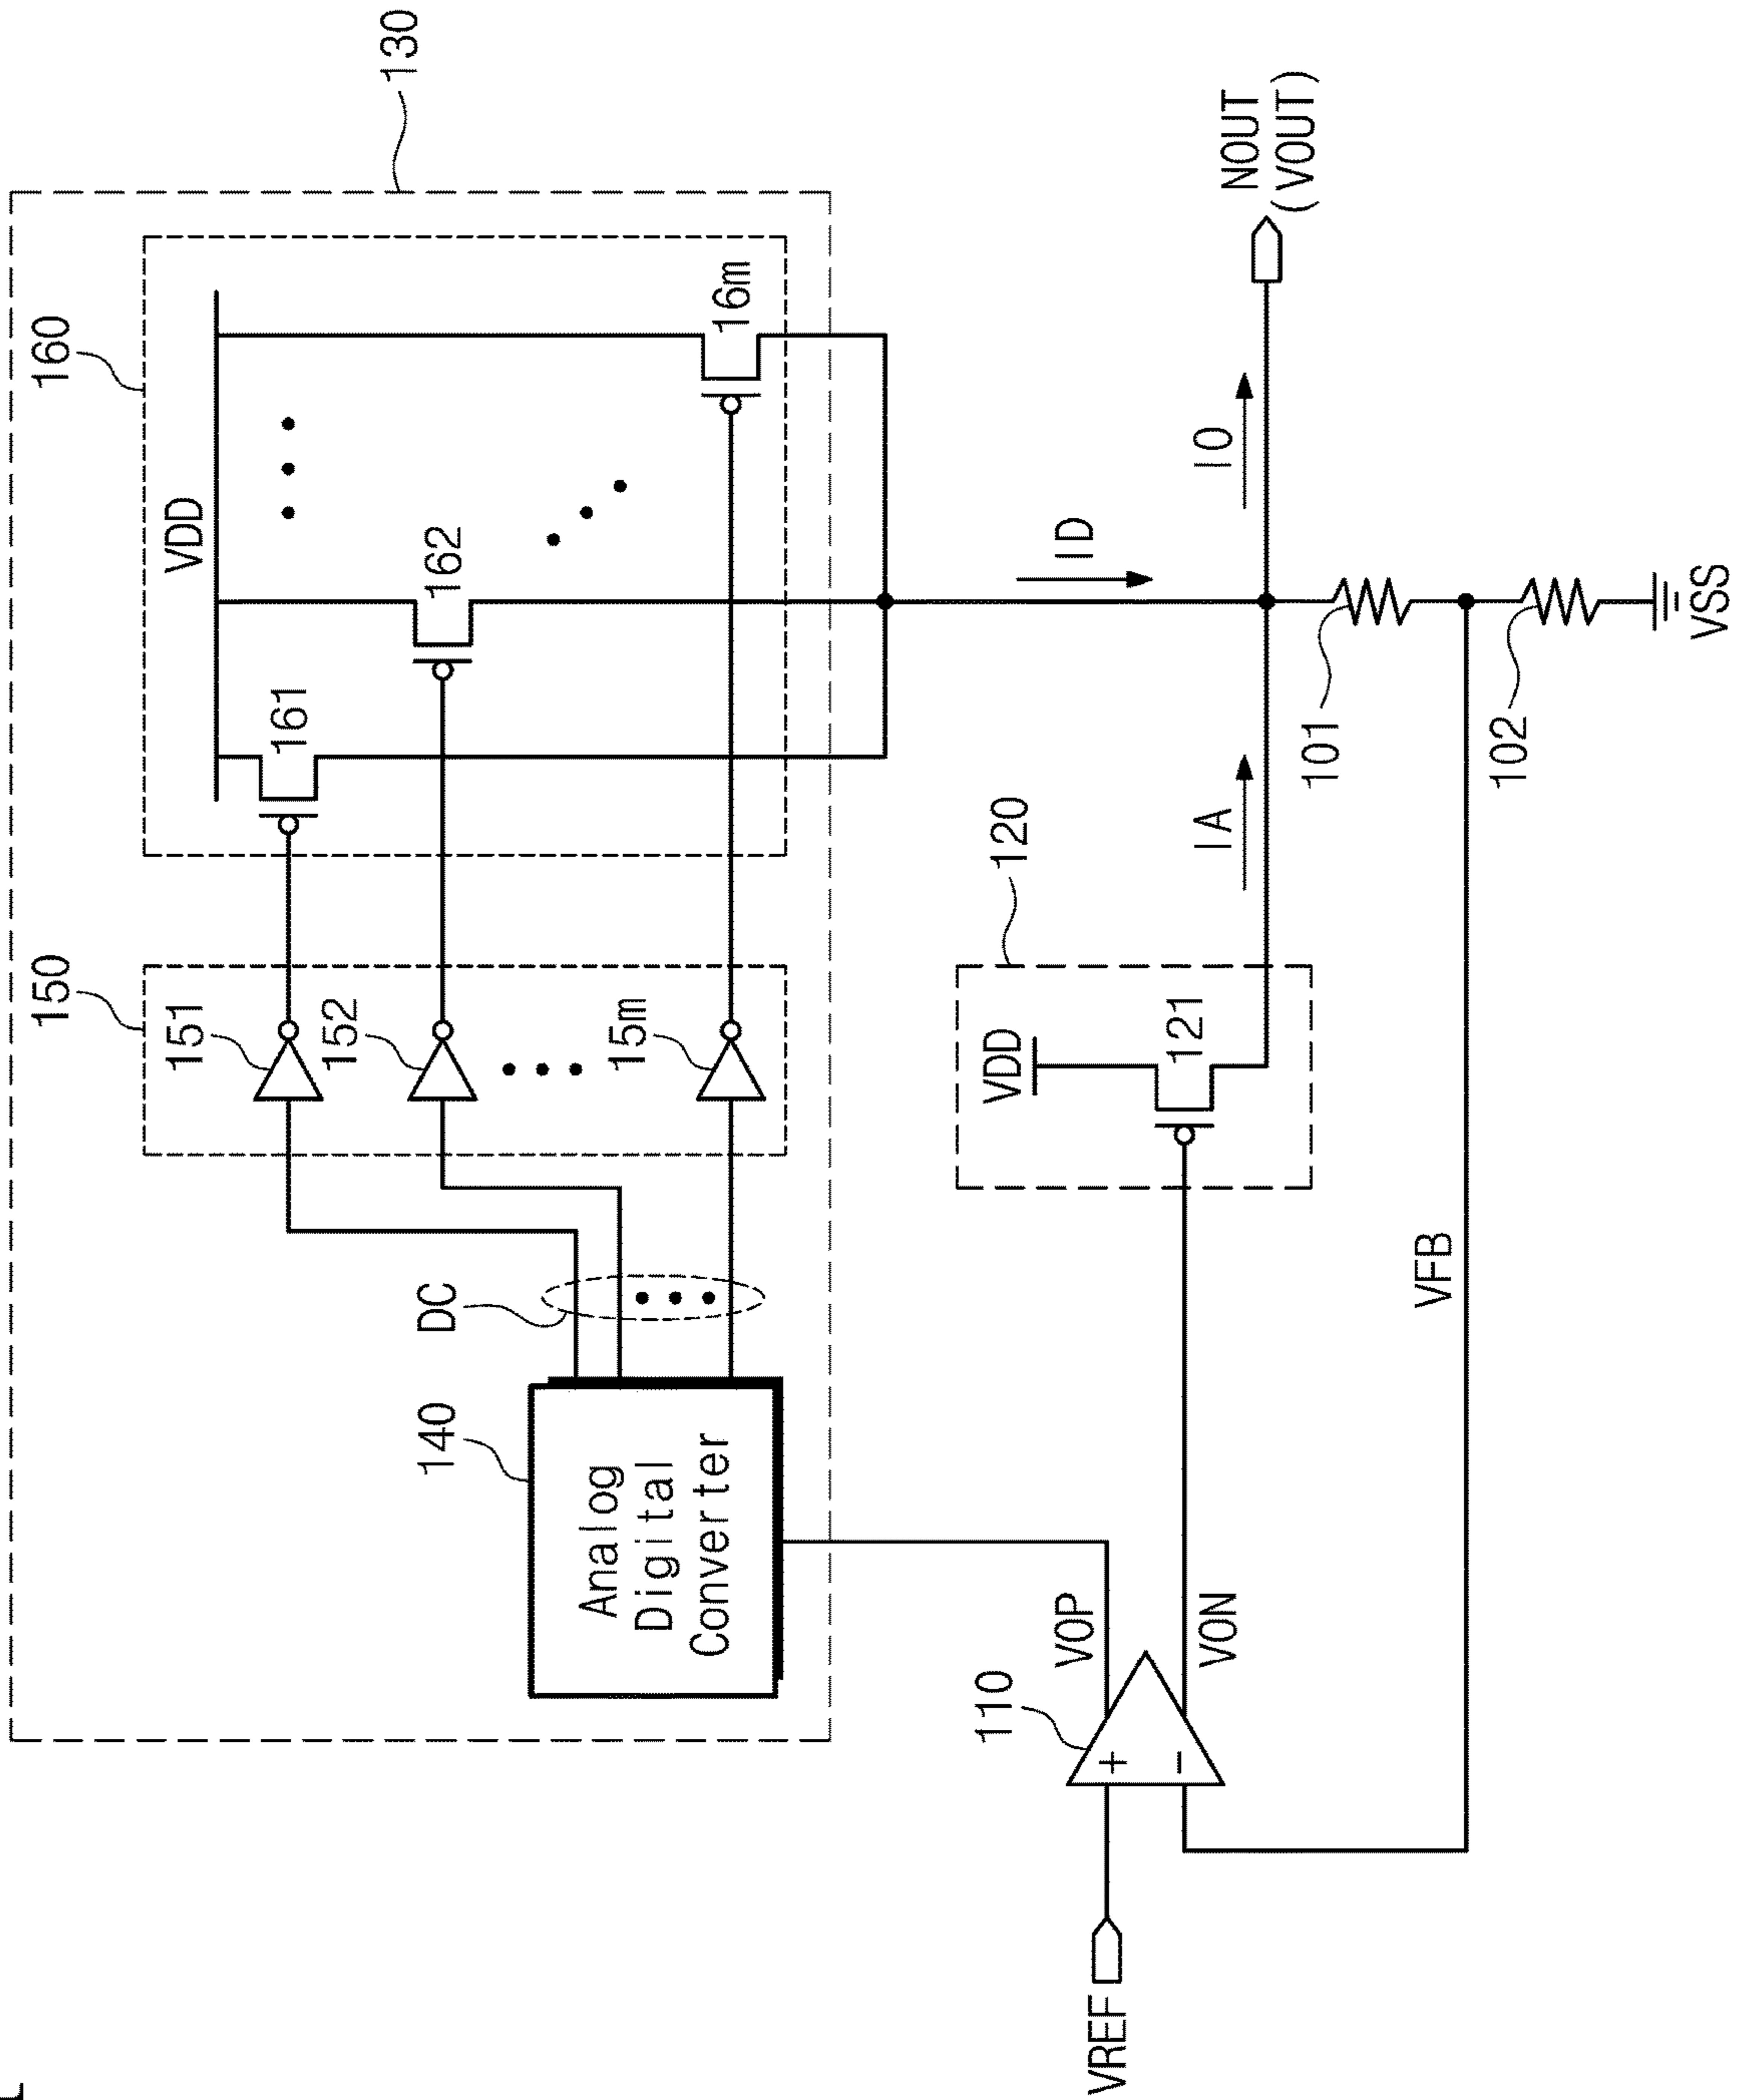 130
160
VDD
161
162
16m
150
151
152
15m
DC
140
Analog
Digital
Converter
ID
120
VDD
121
IA
IO
NOUT
(VOUT)
110
VOP
VON
+
-
VREF
VFB
101
102
VSS